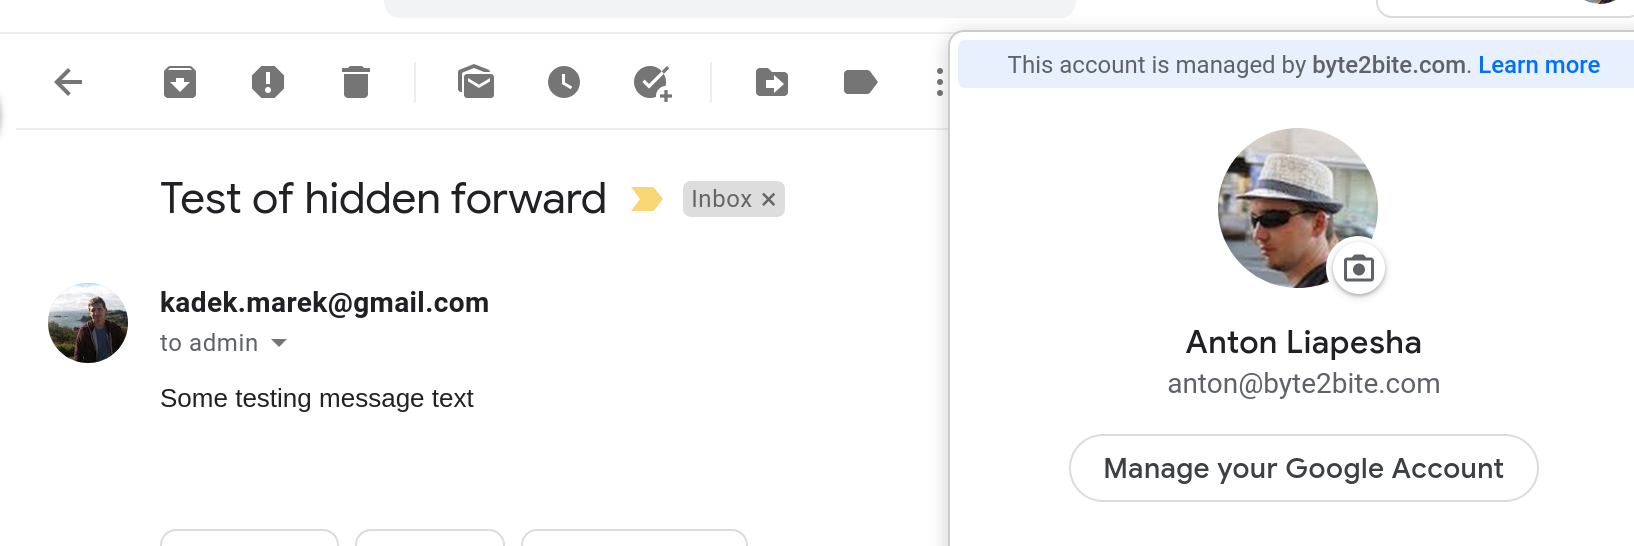 This account is managed by byte2bite.com. Learn more
Test of hidden forward
Inbox ×
kadek.marek@gmail.com
to admin
Some testing message text
Anton Liapesha
anton@byte2bite.com
Manage your Google Account